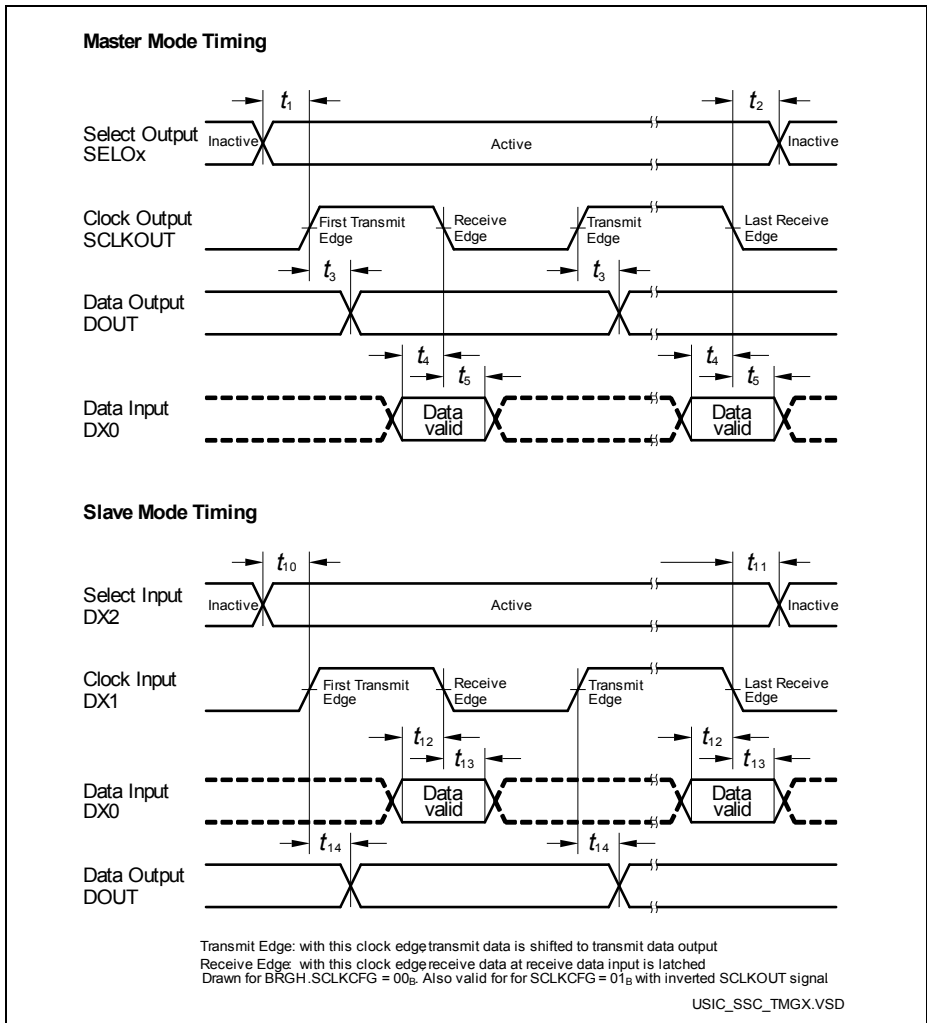 Master Mode Timing
t1
t2
Select Output
SELOx
Inactive
Active
Inactive
Clock Output
SCLKOUT
First Transmit
Edge
Receive
Edge
Transmit
Edge
Last Receive
Edge
t3
t3
Data Output
DOUT
t4
t5
t4
t5
Data Input
DX0
Data
valid
Data
valid
Slave Mode Timing
t10
t11
Select Input
DX2
Inactive
Active
Inactive
Clock Input
DX1
First Transmit
Edge
Receive
Edge
Transmit
Edge
Last Receive
Edge
t12
t13
t12
t13
Data Input
DX0
Data
valid
Data
valid
t14
t14
Data Output
DOUT
Transmit Edge: with this clock edge, transmit data is shifted to transmit data output
Receive Edge: with this clock edge, receive data at receive data input is latched
Drawn for BRGH.SCLKCFG = 00B. Also valid for for SCLKCFG = 01B with inverted SCLKOUT signal.
USIC_SSC_TMGX.VSD